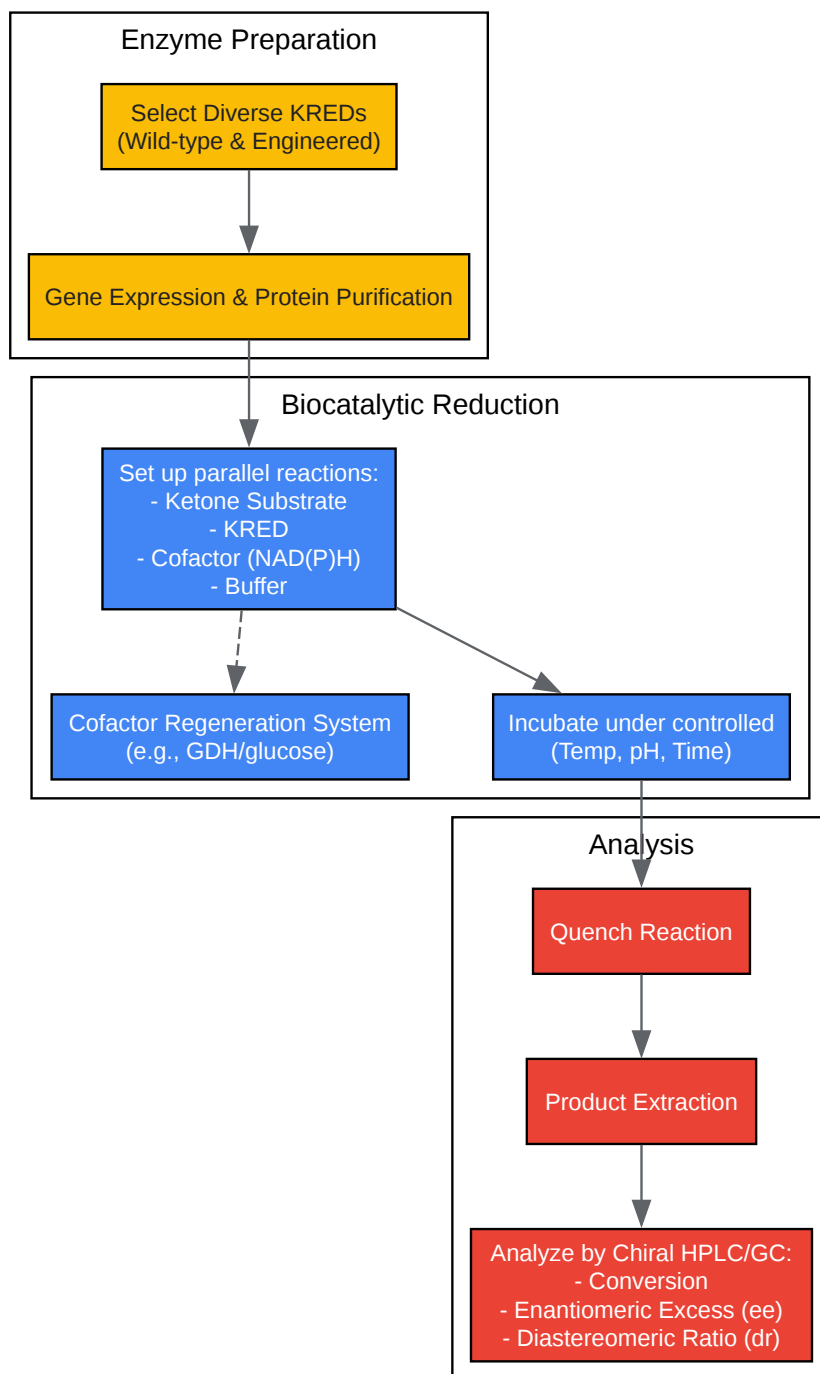 Enzyme Preparation
Select Diverse KREDs
(Wild-type & Engineered)
Gene Expression & Protein Purification
Biocatalytic Reduction
Set up parallel reactions:
- Ketone Substrate
- KRED
- Cofactor (NAD(P)H)
- Buffer
Cofactor Regeneration System
(e.g., GDH/glucose)
Incubate under controlled
(Temp, pH, Time)
Analysis
Quench Reaction
Product Extraction
Analyze by Chiral HPLC/GC:
- Conversion
- Enantiomeric Excess (ee)
- Diastereomeric Ratio (dr)